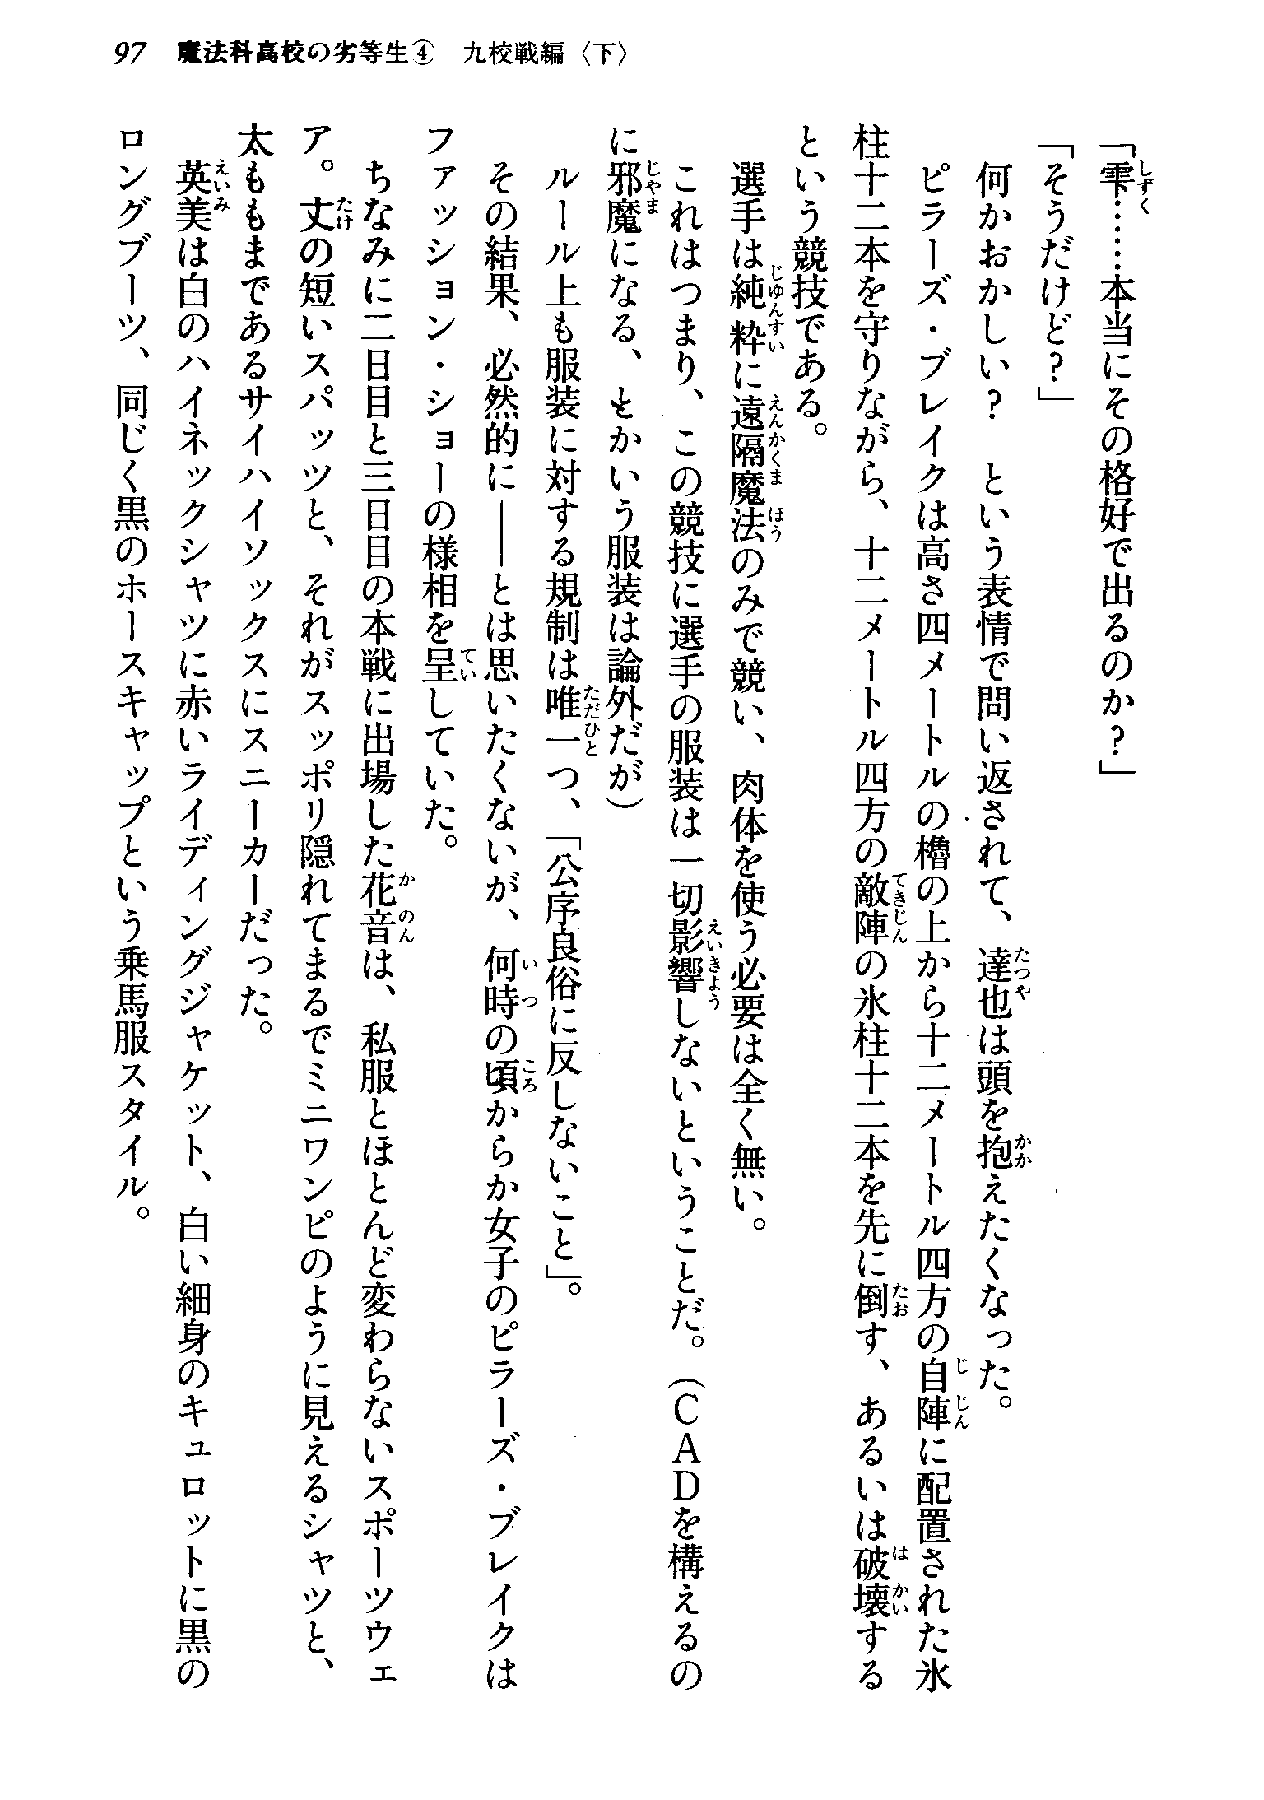 97 魔法科高校の劣等生④ 九校戦編〈下〉
「雫……本当にその格好で出るのか？」
「そうだけど？」
何かおかしい？　という表情で問い返されて、達也は頭を抱えたくなった。
ピラーズ・ブレイクは高さ四メートルの櫓の上から十二メートル四方の自陣に配置された氷
柱十二本を守りながら、十二メートル四方の敵陣の氷柱十二本を先に倒す、あるいは破壊する
という競技である。
選手は純粋に遠隔魔法のみで競い、肉体を使う必要は全く無い。
これはつまり、この競技に選手の服装は一切影響しないということだ。（ＣＡＤを構えるの
に邪魔になる、とかいう服装は論外だが）
ルール上も服装に対する規制は唯一つ、「公序良俗に反しないこと」。
その結果、必然的に――とは思いたくないが、何時の頃からか女子のピラーズ・ブレイクは
ファッション・ショーの様相を呈していた。
ちなみに二日目と三日目の本戦に出場した花音は、私服とほとんど変わらないスポーツウェ
ア。丈の短いスパッツと、それがスッポリ隠れてまるでミニワンピのように見えるシャツと、
太ももまであるサイハイソックスにスニーカーだった。
英美は白のハイネックシャツに赤いライディングジャケット、白い細身のキュロットに黒の
ロングブーツ、同じく黒のホースキャップという乗馬服スタイル。